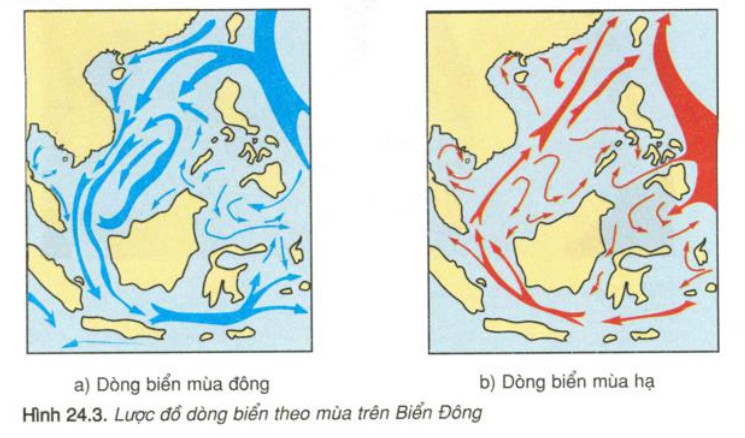 a) Dòng biển mùa đông
b) Dòng biển mùa hạ
Hình 24.3. Lược đồ dòng biển theo mùa trên Biển Đông